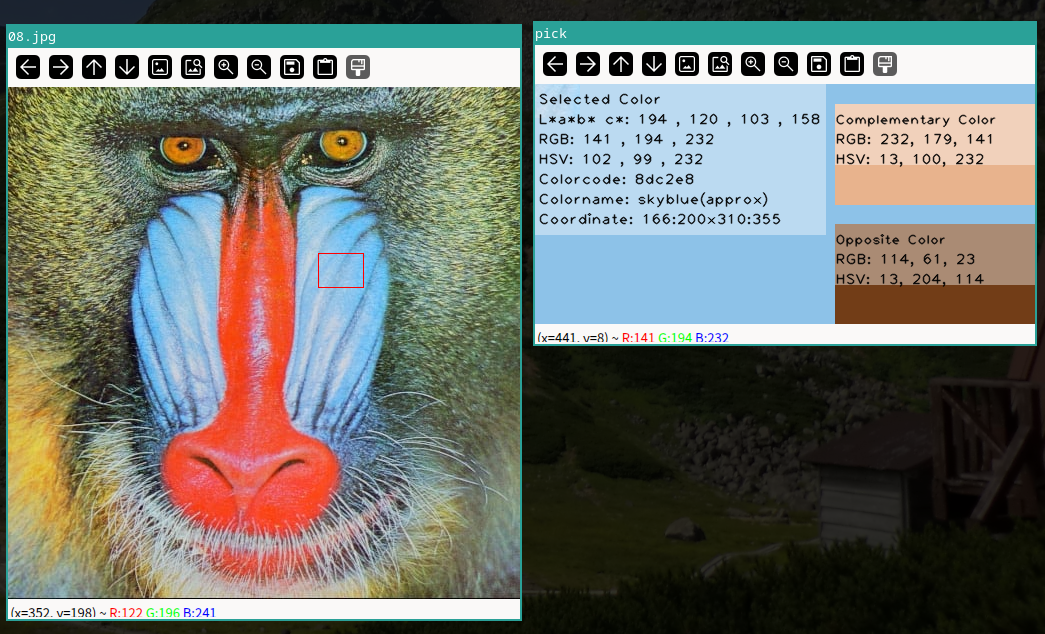 08.jpg
(x=352, y=198) ~ R:122 G:196 B:241
pick
Selected Color
L*a*b* c*: 194 , 120 , 103 , 158
RGB: 141 , 194 , 232
HSV: 102 , 99 , 232
Colorcode: 8dc2e8
Colorname: skyblue(approx)
Coordinate: 166:200x310:355
Complementary Color
RGB: 232, 179, 141
HSV: 13, 100, 232
Opposite Color
RGB: 114, 61, 23
HSV: 13, 204, 114
(x=441, y=8) ~ R:141 G:194 B:232